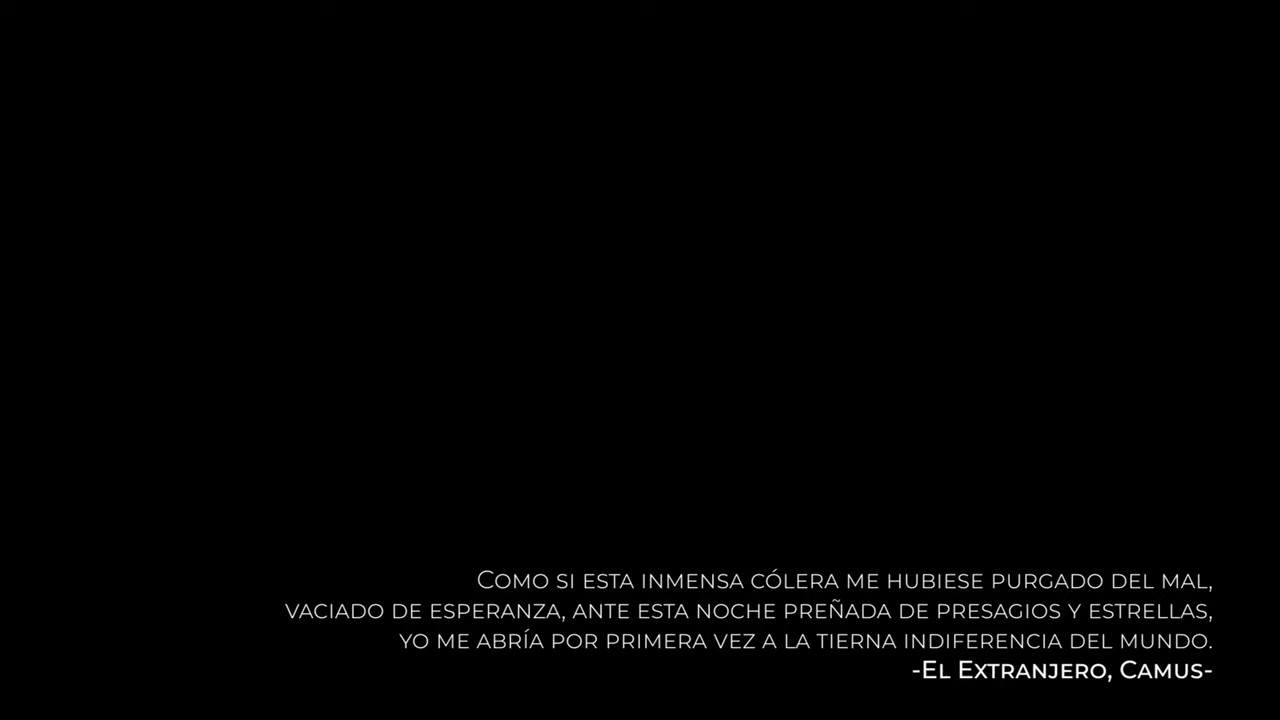 Como si esta inmensa cólera me hubiese purgado del mal,
vaciado de esperanza, ante esta noche preñada de presagios y estrellas,
yo me abría por primera vez a la tierna indiferencia del mundo.
-El Extranjero, Camus-